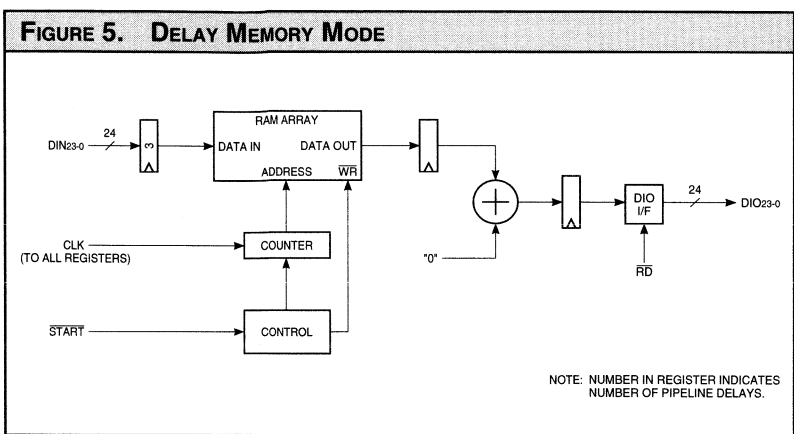 FIGURE 5. DELAY MEMORY MODE
RAM ARRAY
DIN23-0
24
3
DATA IN
DATA OUT
ADDRESS
WR
CLK
(TO ALL REGISTERS)
COUNTER
"0"
DIO
I/F
24
DIO23-0
RD
START
CONTROL
NOTE: NUMBER IN REGISTER INDICATES
NUMBER OF PIPELINE DELAYS.